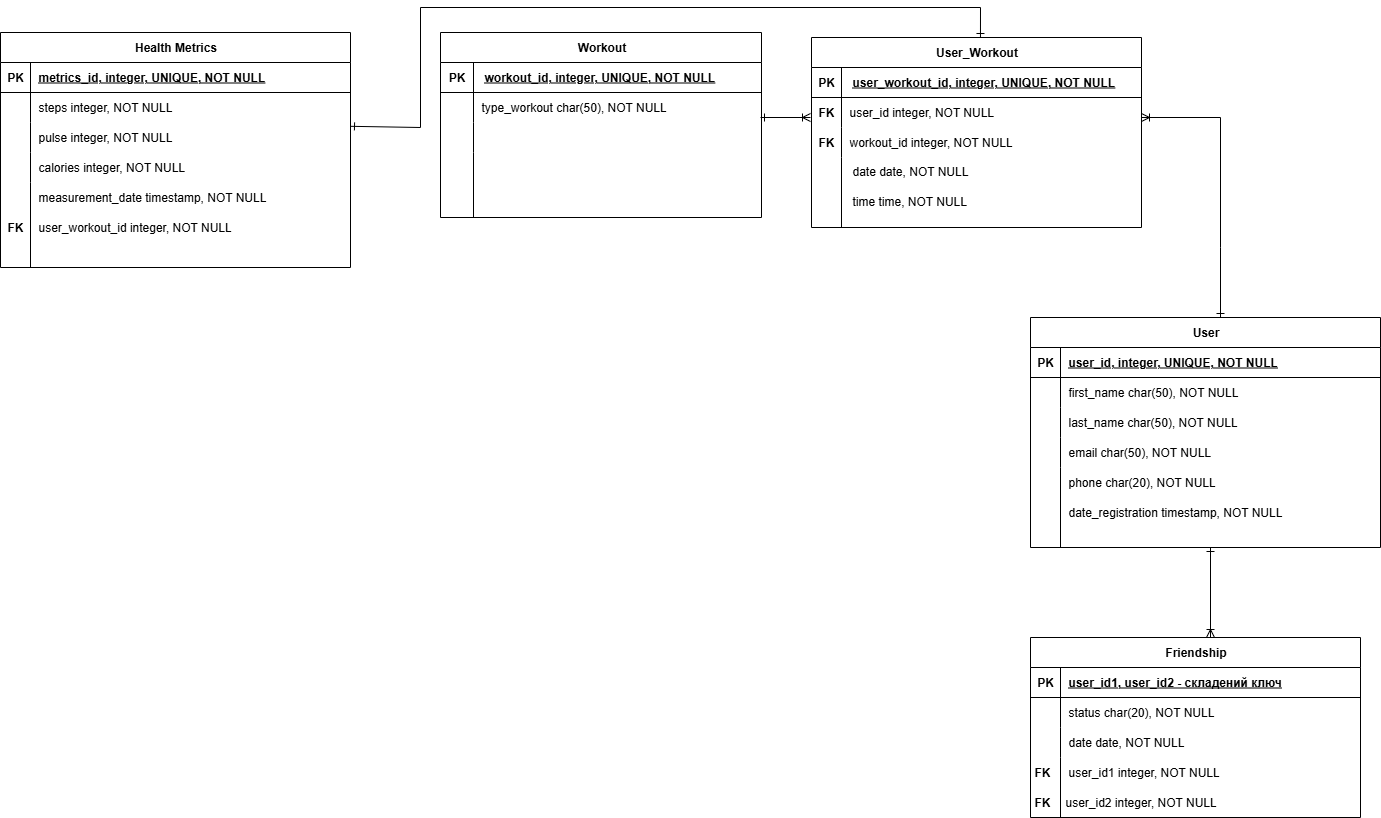 Health Metrics
PK metrics_id, integer, UNIQUE, NOT NULL
steps integer, NOT NULL
pulse integer, NOT NULL
calories integer, NOT NULL
measurement_date timestamp, NOT NULL
FK user_workout_id integer, NOT NULL
Workout
PK workout_id, integer, UNIQUE, NOT NULL
type_workout char(50), NOT NULL
User_Workout
PK user_workout_id, integer, UNIQUE, NOT NULL
FK user_id integer, NOT NULL
FK workout_id integer, NOT NULL
date date, NOT NULL
time time, NOT NULL
User
PK user_id, integer, UNIQUE, NOT NULL
first_name char(50), NOT NULL
last_name char(50), NOT NULL
email char(50), NOT NULL
phone char(20), NOT NULL
date_registration timestamp, NOT NULL
Friendship
PK user_id1, user_id2 - складений ключ
status char(20), NOT NULL
date date, NOT NULL
FK user_id1 integer, NOT NULL
FK user_id2 integer, NOT NULL